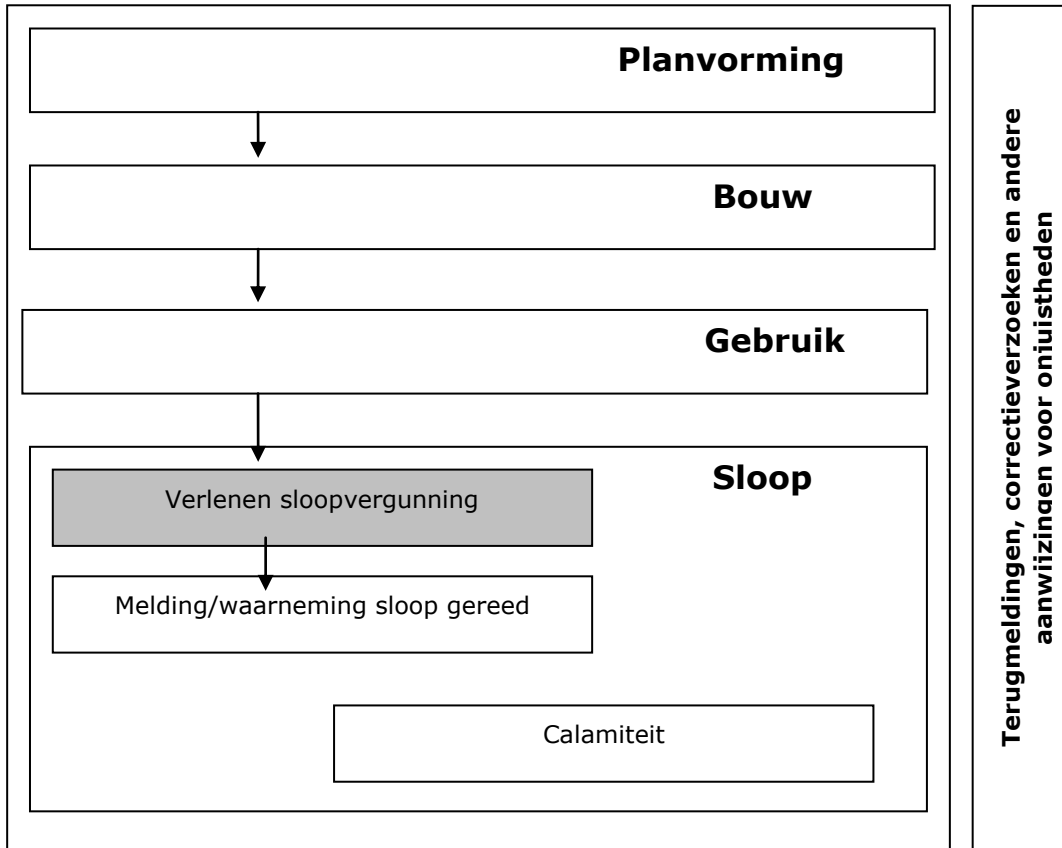 Planvorming
Bouw
Gebruik
Sloop
Verlenen sloopvergunning
Melding/waarneming sloop gereed
Calamiteit
Terugmeldingen, correctieverzoeken en andere
aanwijzingen voor onjuistheden